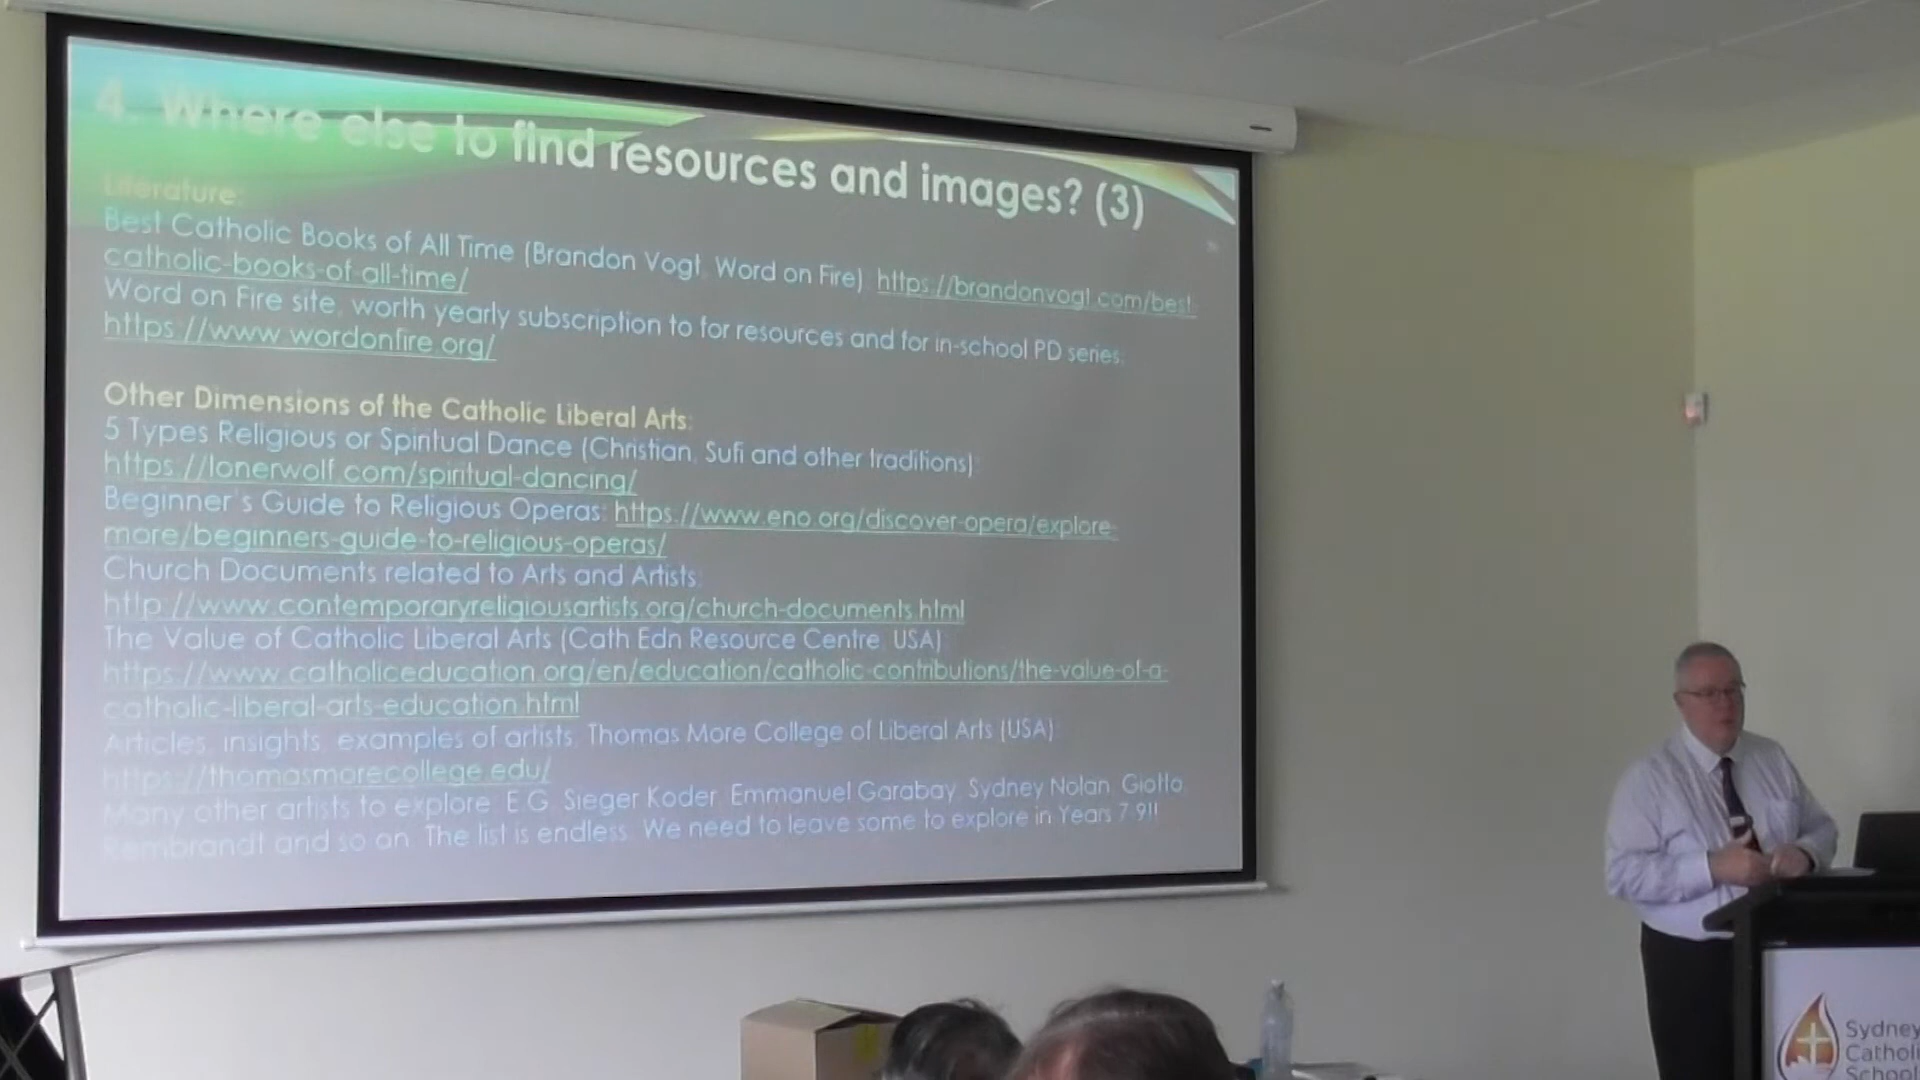 4. Where else to find resources and images? (3)
Literature:
Best Catholic Books of All Time (Brandon Vogt, Word on Fire) https://brandonvogt.com/best-
catholic-books-of-all-time/
Word on Fire site, worth yearly subscription to for resources and for in-school PD series:
https://www.wordonfire.org/
Other Dimensions of the Catholic Liberal Arts:
5 Types Religious or Spiritual Dance (Christian, Sufi and other traditions):
https://lonerwolf.com/spiritual-dancing/
Beginner's Guide to Religious Operas: https://www.eno.org/discover-opera/explore-
more/beginners-guide-to-religious-operas/
Church Documents related to Arts and Artists:
http://www.contemporaryreligiousartists.org/church-documents.html
The Value of Catholic Liberal Arts (Cath Edn Resource Centre, USA)
https://www.catholiceducation.org/en/education/catholic-contributions/the-value-of-a-
catholic-liberal-arts-education.html
Articles, insights, examples of artists, Thomas More College of Liberal Arts (USA):
https://thomasmorecollege.edu/
Many other artists to explore. E.G. Sieger Koder, Emmanuel Garabay, Sydney Nolan, Giotto,
Rembrandt and so on. The list is endless. We need to leave some to explore in Years 7-9!!
Sydney
Catholi
School